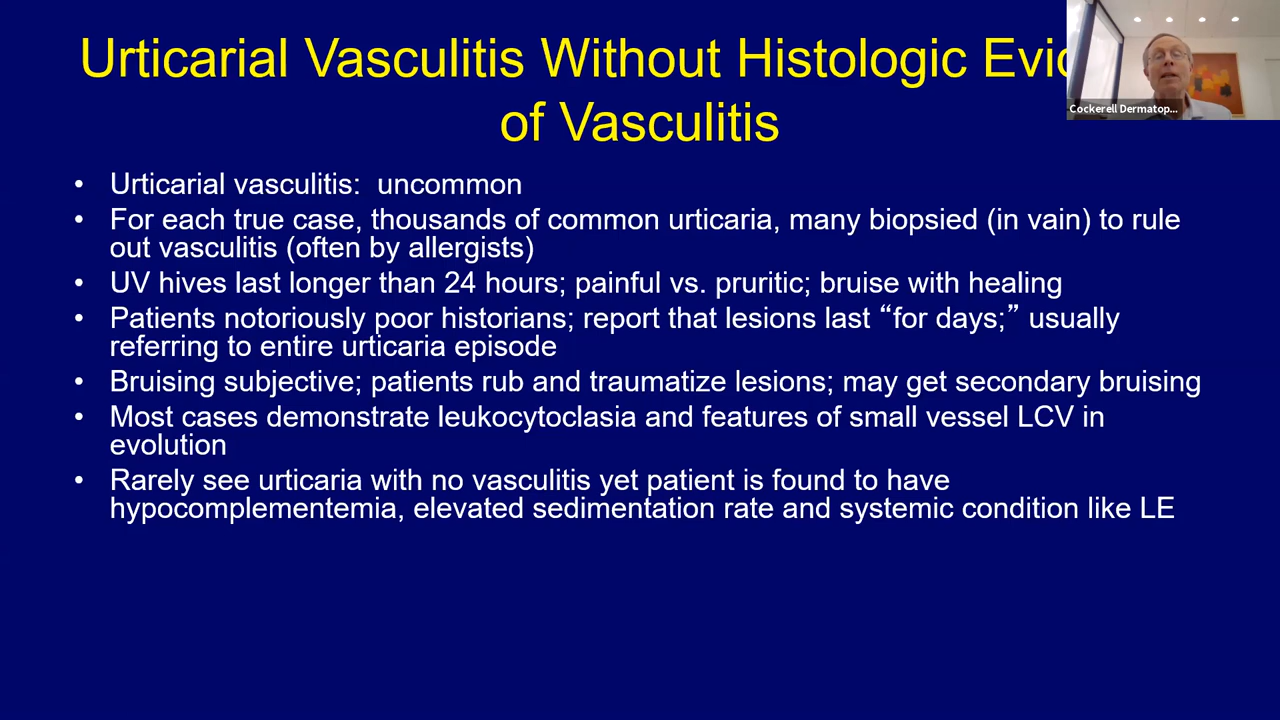 Urticarial Vasculitis Without Histologic
of Vasculitis
Cockerell Dermatop...
• Urticarial vasculitis:  uncommon
• For each true case, thousands of common urticaria, many biopsied (in vain) to rule
out vasculitis (often by allergists)
• UV hives last longer than 24 hours; painful vs. pruritic; bruise with healing
• Patients notoriously poor historians; report that lesions last “for days;” usually
referring to entire urticaria episode
• Bruising subjective; patients rub and traumatize lesions; may get secondary bruising
• Most cases demonstrate leukocytoclasia and features of small vessel LCV in
evolution
• Rarely see urticaria with no vasculitis yet patient is found to have
hypocomplementemia, elevated sedimentation rate and systemic condition like LE